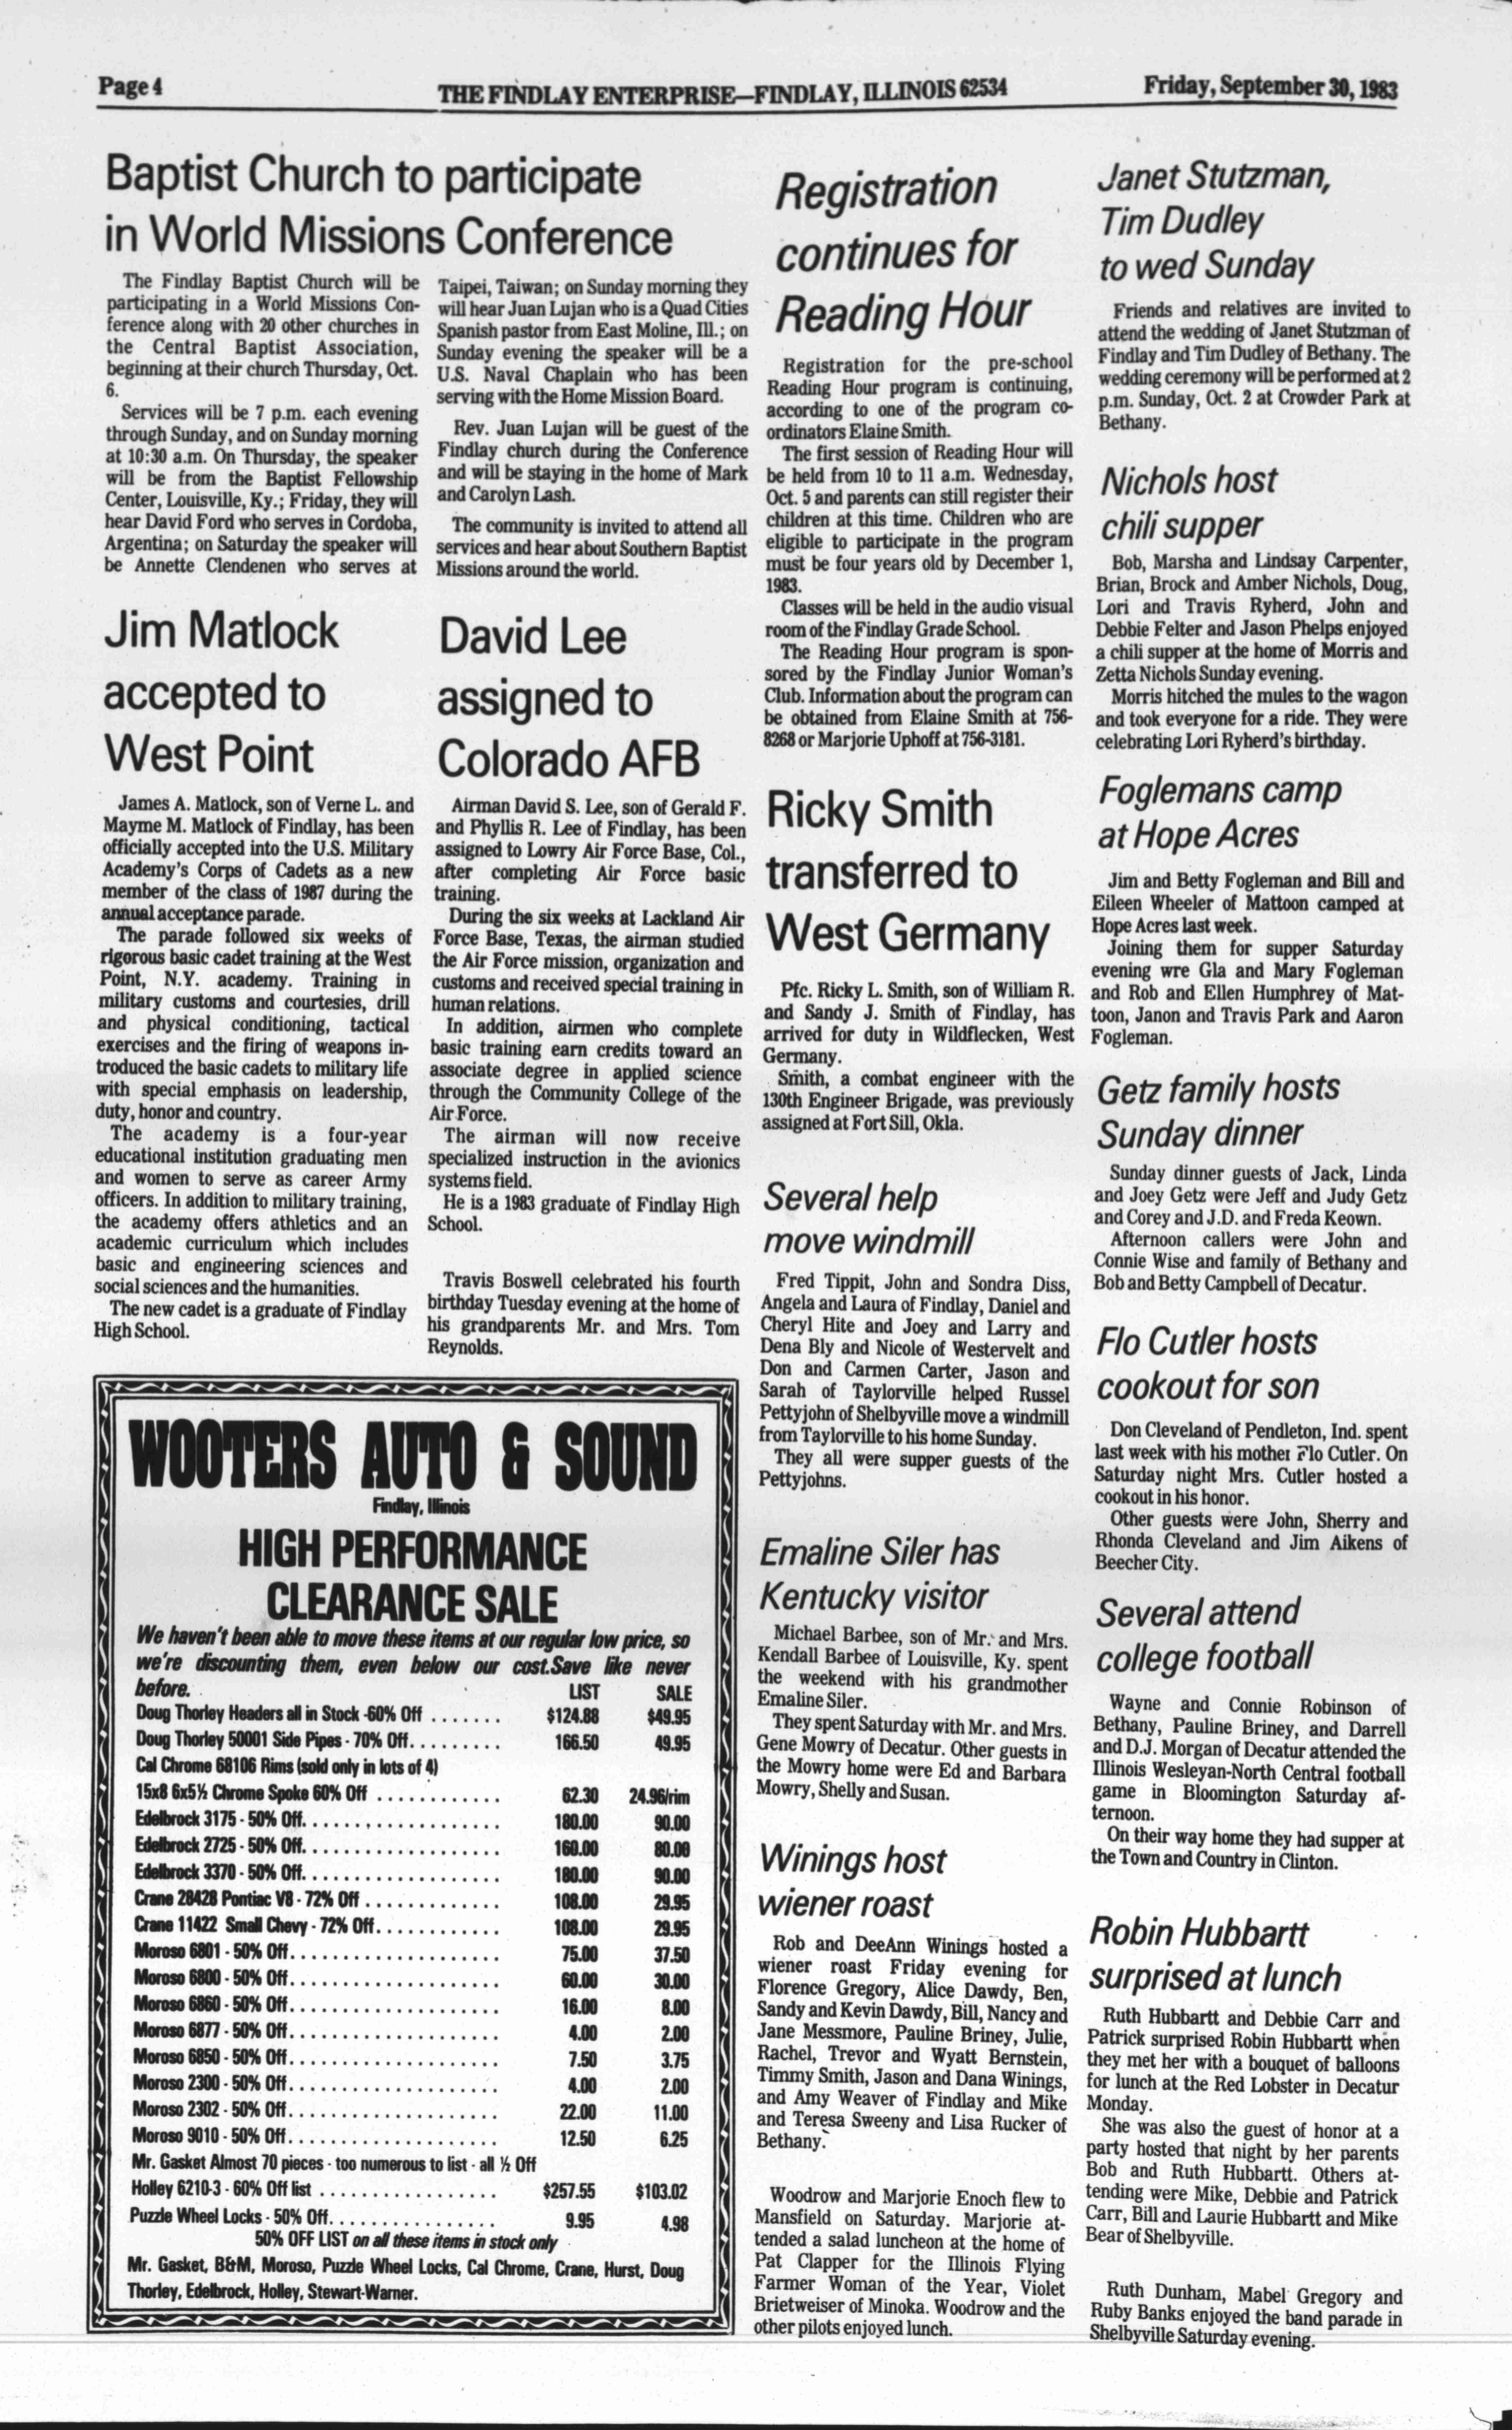 Page 4
THE FINDLAY ENTERPRISE—FINDLAY, ILLINOIS 62534
Friday, September 30, 1983
Baptist Church to participate
in World Missions Conference
The Findlay Baptist Church will be
participating in a World Missions Con-
ference along with 20 other churches in
the Central Baptist Association,
beginning at their church Thursday, Oct.
6.
Services will be 7 p.m. each evening
through Sunday, and on Sunday morning
at 10:30 a.m. On Thursday, the speaker
will be from the Baptist Fellowship
Center, Louisville, Ky.; Friday, they will
hear David Ford who serves in Cordoba,
Argentina; on Saturday the speaker will
be Annette Clendenen who serves at
Taipei, Taiwan; on Sunday morning they
will hear Juan Lujan who is a Quad Cities
Spanish pastor from East Moline, Ill.; on
Sunday evening the speaker will be a
U.S. Naval Chaplain who has been
serving with the Home Mission Board.
Rev. Juan Lujan will be guest of the
Findlay church during the Conference
and will be staying in the home of Mark
and Carolyn Lash.
The community is invited to attend all
services and hear about Southern Baptist
Missions around the world.
Jim Matlock
accepted to
West Point
James A. Matlock, son of Verne L. and
Mayme M. Matlock of Findlay, has been
officially accepted into the U.S. Military
Academy's Corps of Cadets as a new
member of the class of 1987 during the
annual acceptance parade.
The parade followed six weeks of
rigorous basic cadet training at the West
Point, N.Y. academy. Training in
military customs and courtesies, drill
and physical conditioning, tactical
exercises and the firing of weapons in-
troduced the basic cadets to military life
with special emphasis on leadership,
duty, honor and country.
The academy is a four-year
educational institution graduating men
and women to serve as career Army
officers. In addition to military training,
the academy offers athletics and an
academic curriculum which includes
basic and engineering sciences and
social sciences and the humanities.
The new cadet is a graduate of Findlay
High School.
David Lee
assigned to
Colorado AFB
Airman David S. Lee, son of Gerald F.
and Phyllis R. Lee of Findlay, has been
assigned to Lowry Air Force Base, Col.,
after completing Air Force basic
training.
During the six weeks at Lackland Air
Force Base, Texas, the airman studied
the Air Force mission, organization and
customs and received special training in
human relations.
In addition, airmen who complete
basic training earn credits toward an
associate degree in applied science
through the Community College of the
Air Force.
The airman will now receive
specialized instruction in the avionics
systems field.
He is a 1983 graduate of Findlay High
School.
Travis Boswell celebrated his fourth
birthday Tuesday evening at the home of
his grandparents Mr. and Mrs. Tom
Reynolds.
WOOTERS AUTO & SOUND
Findlay, Illinois
HIGH PERFORMANCE
CLEARANCE SALE
We haven't been able to move these items at our regular low price, so
we're discounting them, even below our cost.Save like never
before. LIST SALE
Doug Thorley Headers all in Stock -60% Off ....... $124.88 $49.95
Doug Thorley 50001 Side Pipes - 70% Off......... 166.50 49.95
Cal Chrome 68106 Rims (sold only in lots of 4)
15x8 6x5½ Chrome Spoke 60% Off ............ 62.30 24.96/rim
Edelbrock 3175 - 50% Off................... 180.00 90.00
Edelbrock 2725 - 50% Off................... 160.00 80.00
Edelbrock 3370 - 50% Off................... 180.00 90.00
Crane 28428 Pontiac V8 - 72% Off ............. 108.00 29.95
Crane 11422 Small Chevy - 72% Off............ 108.00 29.95
Moroso 6801 - 50% Off.................... 75.00 37.50
Moroso 6800 - 50% Off.................... 60.00 30.00
Moroso 6860 - 50% Off.................... 16.00 8.00
Moroso 6877 - 50% Off.................... 4.00 2.00
Moroso 6850 - 50% Off.................... 7.50 3.75
Moroso 2300 - 50% Off.................... 4.00 2.00
Moroso 2302 - 50% Off.................... 22.00 11.00
Moroso 9010 - 50% Off.................... 12.50 6.25
Mr. Gasket Almost 70 pieces - too numerous to list - all ½ Off
Holley 6210-3 - 60% Off list ................. $257.55 $103.02
Puzzle Wheel Locks - 50% Off................ 9.95 4.98
50% OFF LIST on all these items in stock only
Mr. Gasket, B&M, Moroso, Puzzle Wheel Locks, Cal Chrome, Crane, Hurst, Doug
Thorley, Edelbrock, Holley, Stewart-Warner.
Registration
continues for
Reading Hour
Registration for the pre-school
Reading Hour program is continuing,
according to one of the program co-
ordinators Elaine Smith.
The first session of Reading Hour will
be held from 10 to 11 a.m. Wednesday,
Oct. 5 and parents can still register their
children at this time. Children who are
eligible to participate in the program
must be four years old by December 1,
1983.
Classes will be held in the audio visual
room of the Findlay Grade School.
The Reading Hour program is spon-
sored by the Findlay Junior Woman's
Club. Information about the program can
be obtained from Elaine Smith at 756-
8268 or Marjorie Uphoff at 756-3181.
Ricky Smith
transferred to
West Germany
Pfc. Ricky L. Smith, son of William R.
and Sandy J. Smith of Findlay, has
arrived for duty in Wildflecken, West
Germany.
Smith, a combat engineer with the
130th Engineer Brigade, was previously
assigned at Fort Sill, Okla.
Several help
move windmill
Fred Tippit, John and Sondra Diss,
Angela and Laura of Findlay, Daniel and
Cheryl Hite and Joey and Larry and
Dena Bly and Nicole of Westervelt and
Don and Carmen Carter, Jason and
Sarah of Taylorville helped Russel
Pettyjohn of Shelbyville move a windmill
from Taylorville to his home Sunday.
They all were supper guests of the
Pettyjohns.
Emaline Siler has
Kentucky visitor
Michael Barbee, son of Mr. and Mrs.
Kendall Barbee of Louisville, Ky. spent
the weekend with his grandmother
Emaline Siler.
They spent Saturday with Mr. and Mrs.
Gene Mowry of Decatur. Other guests in
the Mowry home were Ed and Barbara
Mowry, Shelly and Susan.
Winings host
wiener roast
Rob and DeeAnn Winings hosted a
wiener roast Friday evening for
Florence Gregory, Alice Dawdy, Ben,
Sandy and Kevin Dawdy, Bill, Nancy and
Jane Messmore, Pauline Briney, Julie,
Rachel, Trevor and Wyatt Bernstein,
Timmy Smith, Jason and Dana Winings,
and Amy Weaver of Findlay and Mike
and Teresa Sweeny and Lisa Rucker of
Bethany.
Woodrow and Marjorie Enoch flew to
Mansfield on Saturday. Marjorie at-
tended a salad luncheon at the home of
Pat Clapper for the Illinois Flying
Farmer Woman of the Year, Violet
Brietweiser of Minoka. Woodrow and the
other pilots enjoyed lunch.
Janet Stutzman,
Tim Dudley
to wed Sunday
Friends and relatives are invited to
attend the wedding of Janet Stutzman of
Findlay and Tim Dudley of Bethany. The
wedding ceremony will be performed at 2
p.m. Sunday, Oct. 2 at Crowder Park at
Bethany.
Nichols host
chili supper
Bob, Marsha and Lindsay Carpenter,
Brian, Brock and Amber Nichols, Doug,
Lori and Travis Ryherd, John and
Debbie Felter and Jason Phelps enjoyed
a chili supper at the home of Morris and
Zetta Nichols Sunday evening.
Morris hitched the mules to the wagon
and took everyone for a ride. They were
celebrating Lori Ryherd's birthday.
Foglemans camp
at Hope Acres
Jim and Betty Fogleman and Bill and
Eileen Wheeler of Mattoon camped at
Hope Acres last week.
Joining them for supper Saturday
evening wre Gla and Mary Fogleman
and Rob and Ellen Humphrey of Mat-
toon, Janon and Travis Park and Aaron
Fogleman.
Getz family hosts
Sunday dinner
Sunday dinner guests of Jack, Linda
and Joey Getz were Jeff and Judy Getz
and Corey and J.D. and Freda Keown.
Afternoon callers were John and
Connie Wise and family of Bethany and
Bob and Betty Campbell of Decatur.
Flo Cutler hosts
cookout for son
Don Cleveland of Pendleton, Ind. spent
last week with his mother Flo Cutler. On
Saturday night Mrs. Cutler hosted a
cookout in his honor.
Other guests were John, Sherry and
Rhonda Cleveland and Jim Aikens of
Beecher City.
Several attend
college football
Wayne and Connie Robinson of
Bethany, Pauline Briney, and Darrell
and D.J. Morgan of Decatur attended the
Illinois Wesleyan-North Central football
game in Bloomington Saturday af-
ternoon.
On their way home they had supper at
the Town and Country in Clinton.
Robin Hubbartt
surprised at lunch
Ruth Hubbartt and Debbie Carr and
Patrick surprised Robin Hubbartt when
they met her with a bouquet of balloons
for lunch at the Red Lobster in Decatur
Monday.
She was also the guest of honor at a
party hosted that night by her parents
Bob and Ruth Hubbartt. Others at-
tending were Mike, Debbie and Patrick
Carr, Bill and Laurie Hubbartt and Mike
Bear of Shelbyville.
Ruth Dunham, Mabel Gregory and
Ruby Banks enjoyed the band parade in
Shelbyville Saturday evening.